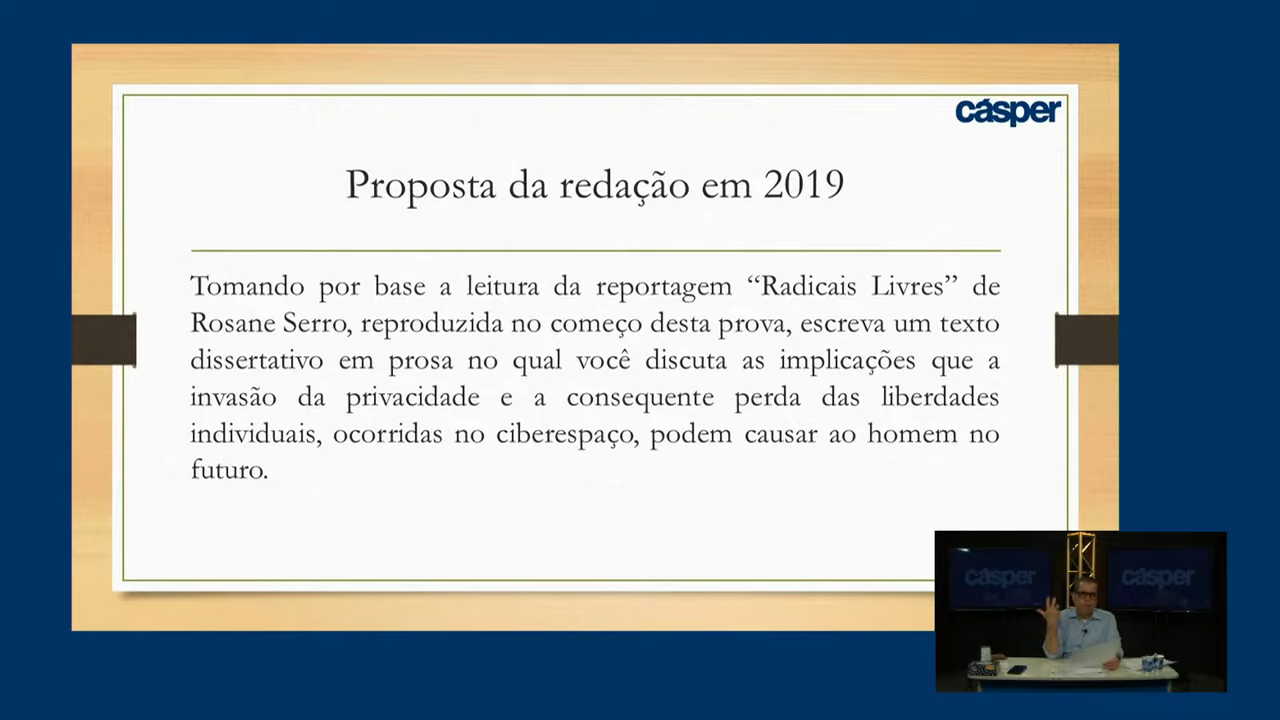 cásper
Proposta da redação em 2019
Tomando por base a leitura da reportagem “Radicais Livres” de
Rosane Serro, reproduzida no começo desta prova, escreva um texto
dissertativo em prosa no qual você discuta as implicações que a
invasão da privacidade e a consequente perda das liberdades
individuais, ocorridas no ciberespaço, podem causar ao homem no
futuro.
cásper
cásper